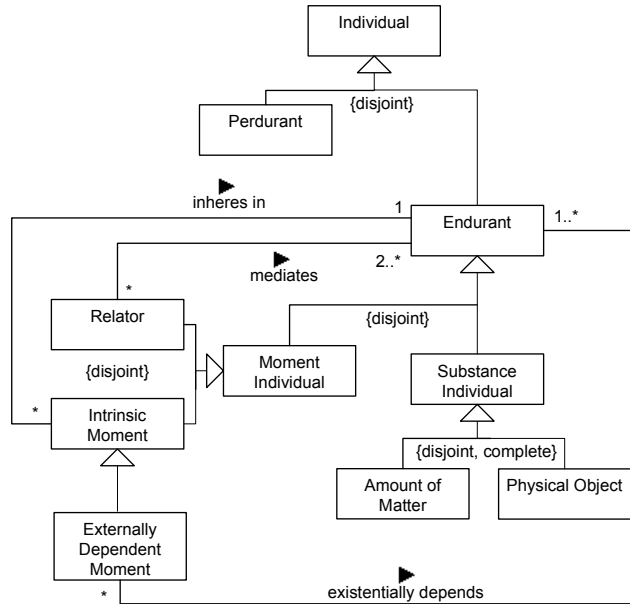 Individual
{disjoint}
Perdurant
inheres in
1
Endurant
1..*
mediates
2..*
*
Relator
{disjoint}
{disjoint}
Moment
Individual
Substance
Individual
*
Intrinsic
Moment
{disjoint, complete}
Amount of
Matter
Physical Object
Externally
Dependent
Moment
*
existentially depends